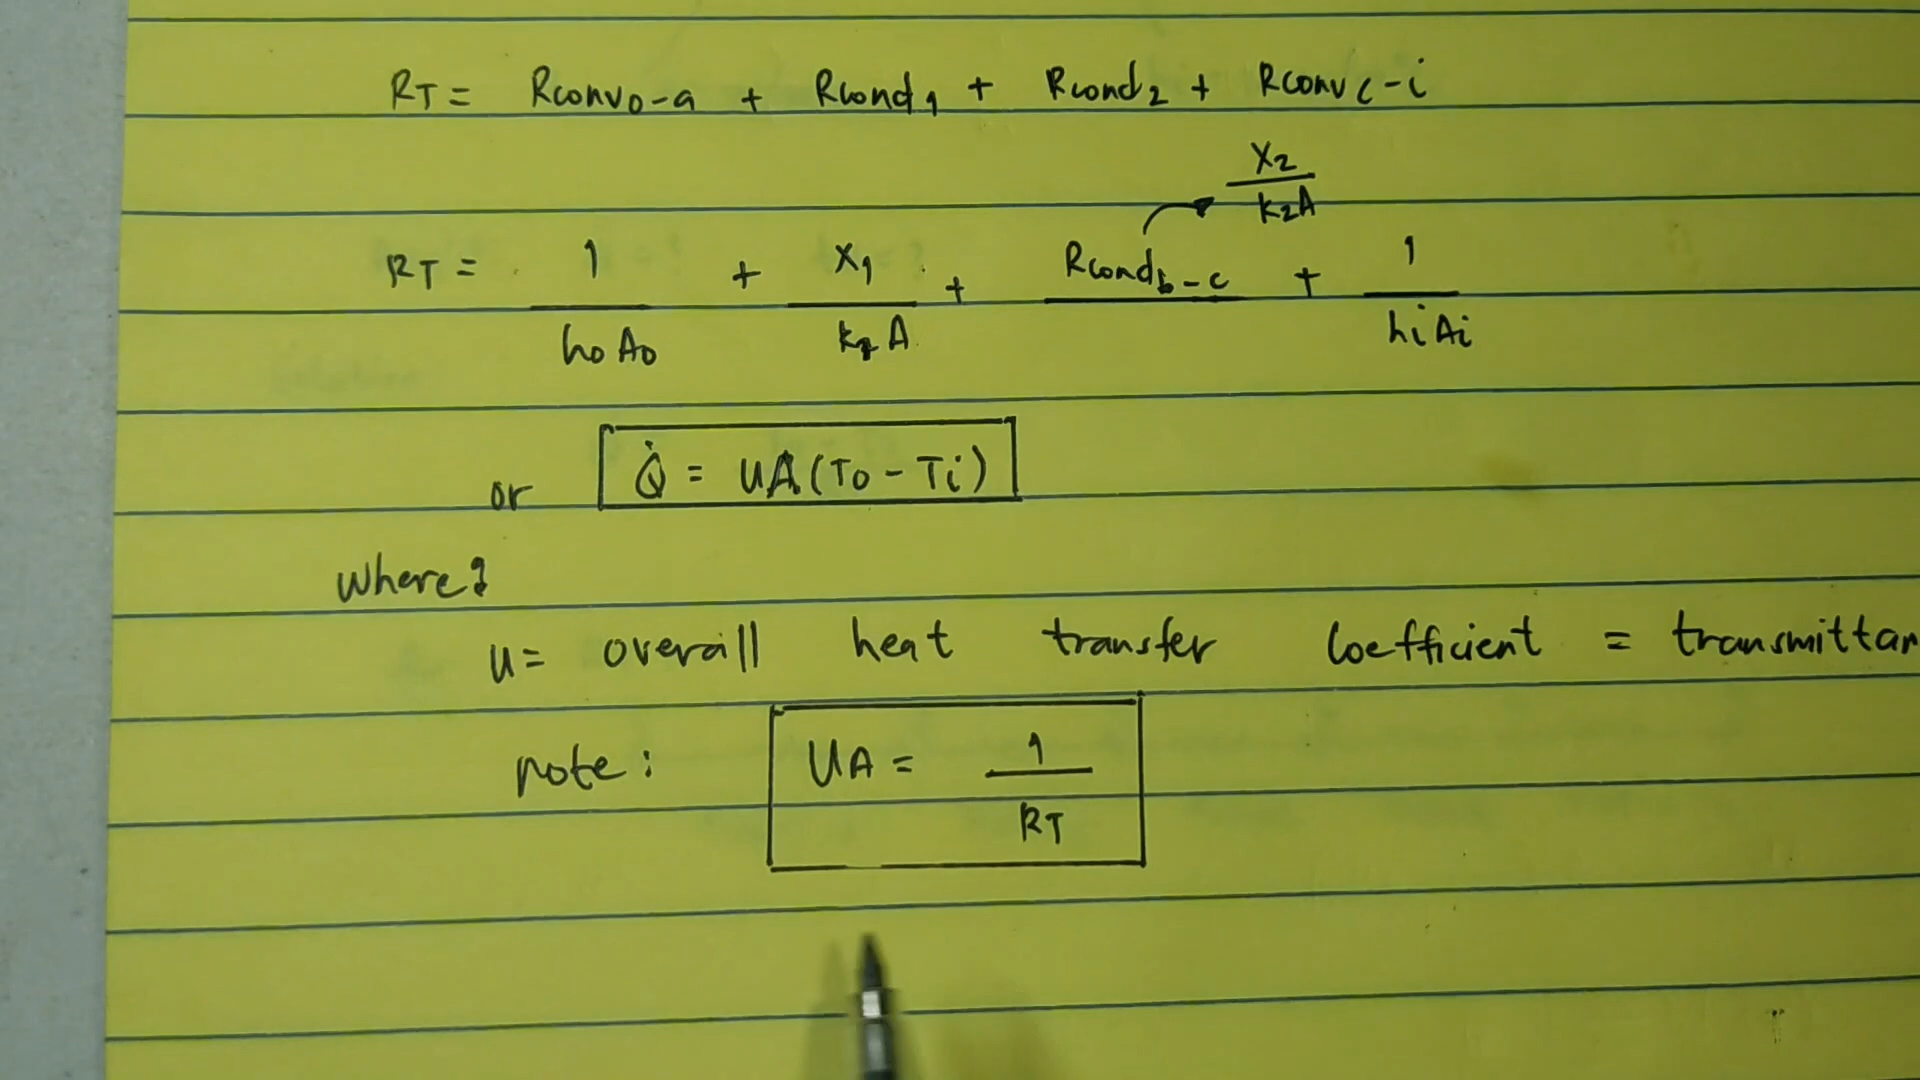 RT = Rconvo-a + Rcond1 + Rcond2 + Rconvc-i
x2
k2A
RT = 1 + x1 + Rcondb-c + 1
hoAo k1A hiAi
or Q̇ = UA(To - Ti)
where:
U = overall heat transfer coefficient = transmittan
note: UA = 1
RT